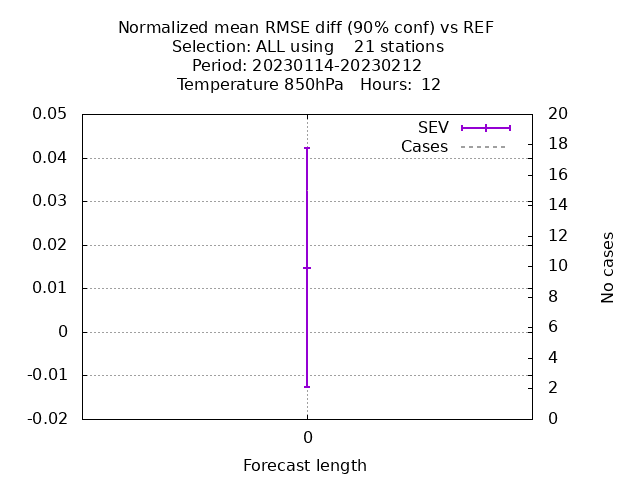 Normalized mean RMSE diff (90% conf) vs REF
Selection: ALL using    21 stations
Period: 20230114-20230212
Temperature 850hPa   Hours:  12
0.05
0.04
0.03
0.02
0.01
0
-0.01
-0.02
SEV
Cases
20
18
16
14
12
10
8
6
4
2
0
No cases
0
Forecast length